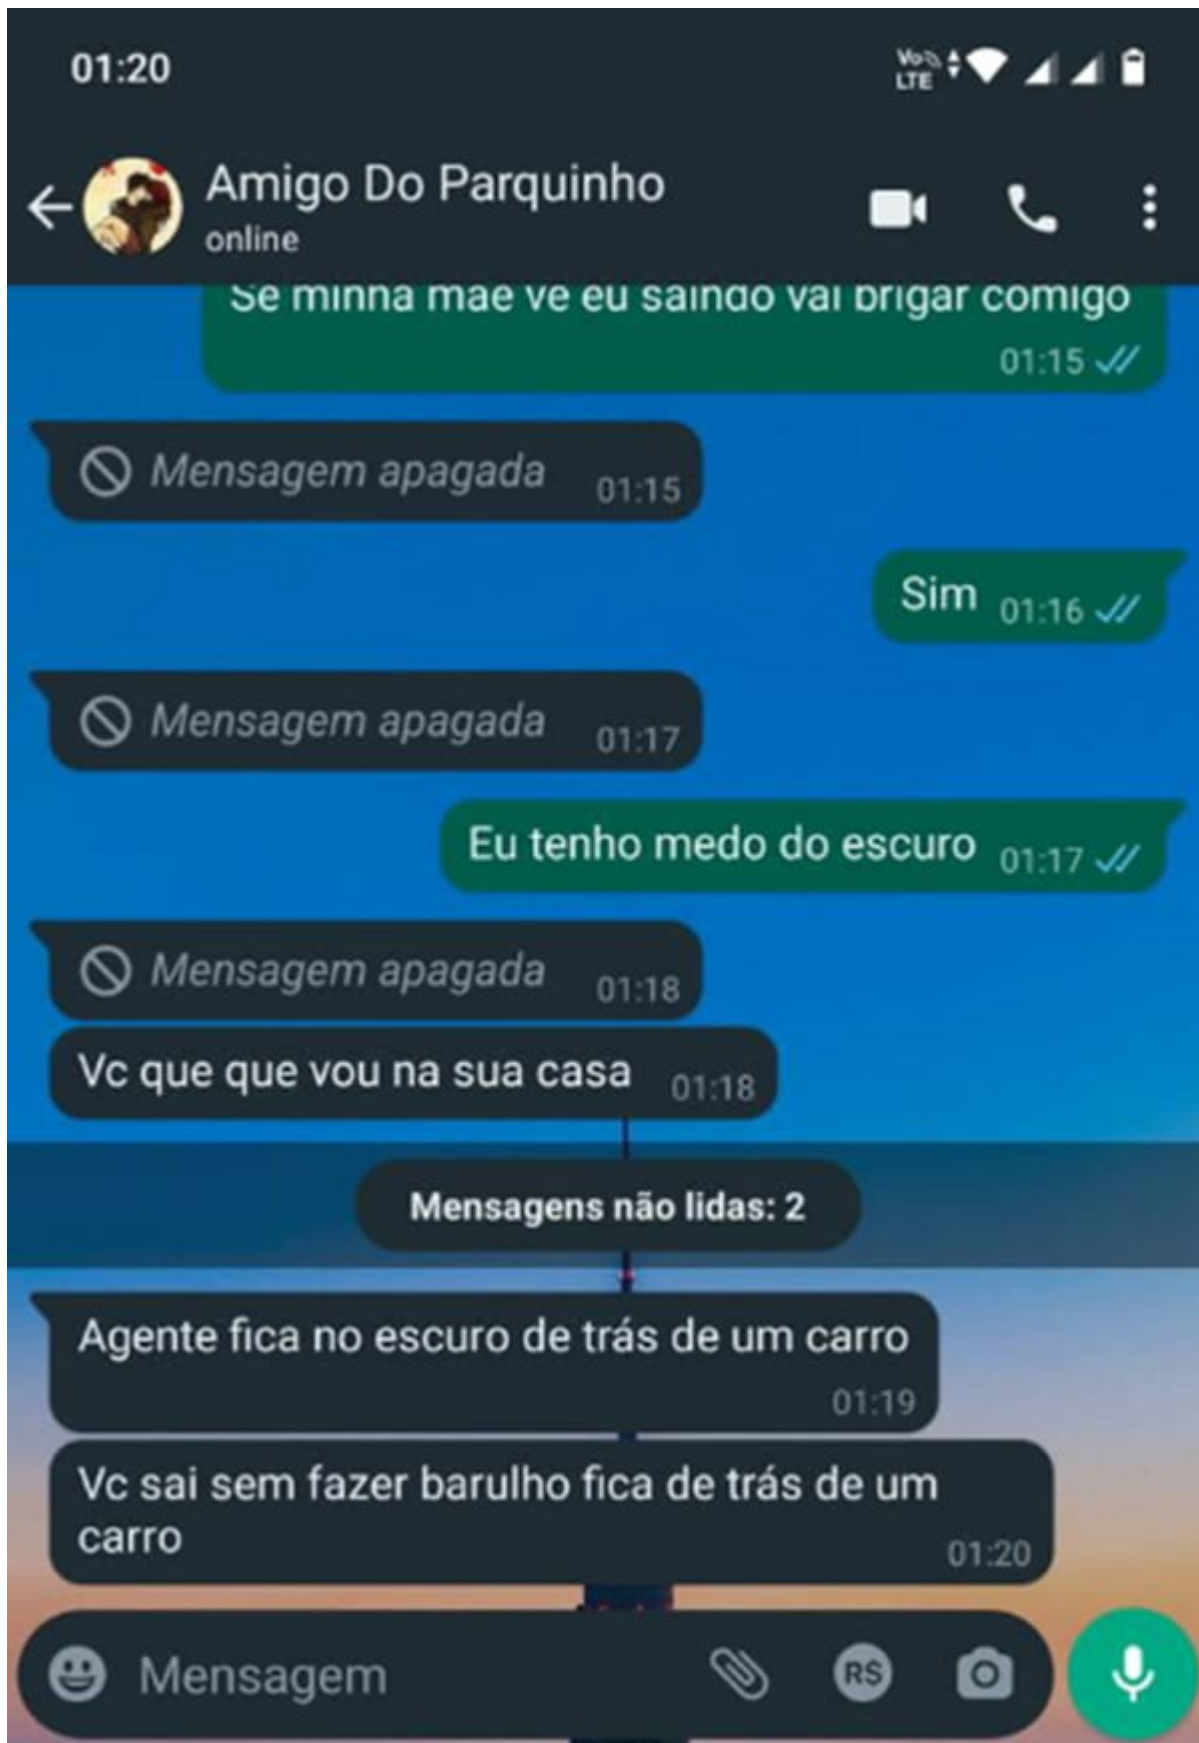 01:20
Vo LTE
Amigo Do Parquinho
online
Se minha mãe vê eu saindo vai brigar comigo
01:15
Mensagem apagada 01:15
Sim 01:16
Mensagem apagada 01:17
Eu tenho medo do escuro 01:17
Mensagem apagada 01:18
Vc que que vou na sua casa 01:18
Mensagens não lidas: 2
Agente fica no escuro de trás de um carro
01:19
Vc sai sem fazer barulho fica de trás de um
carro 01:20
Mensagem
R$